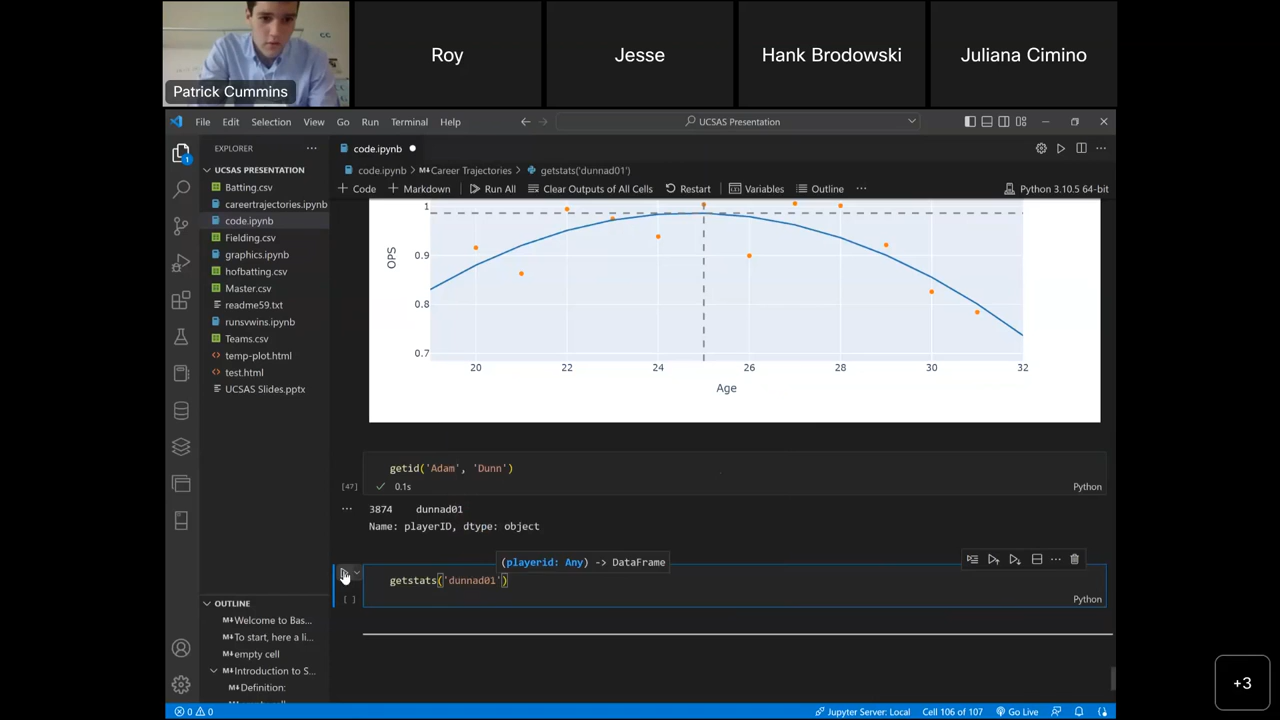 Patrick Cummins
Roy
Jesse
Hank Brodowski
Juliana Cimino
File Edit Selection View Go Run Terminal Help
UCSAS Presentation
EXPLORER
UCSAS PRESENTATION
Batting.csv
careertrajectories.ipynb
code.ipynb
Fielding.csv
graphics.ipynb
hofbatting.csv
Master.csv
readme59.txt
runsvwins.ipynb
Teams.csv
temp-plot.html
test.html
UCSAS Slides.pptx
OUTLINE
Welcome to Bas...
To start, here a li...
empty cell
Introduction to S...
Definition:
code.ipynb
code.ipynb > Career Trajectories > getstats('dunnad01')
+ Code + Markdown Run All Clear Outputs of All Cells Restart Variables Outline ... Python 3.10.5 64-bit
1
0.9
0.8
0.7
OPS
20 22 24 26 28 30 32
Age
getid('Adam', 'Dunn')
[47] 0.1s Python
3874 dunnad01
Name: playerID, dtype: object
(playerid: Any) -> DataFrame
getstats('dunnad01')
[ ] Python
0 0 Jupyter Server: Local Cell 106 of 107 Go Live
+3
1